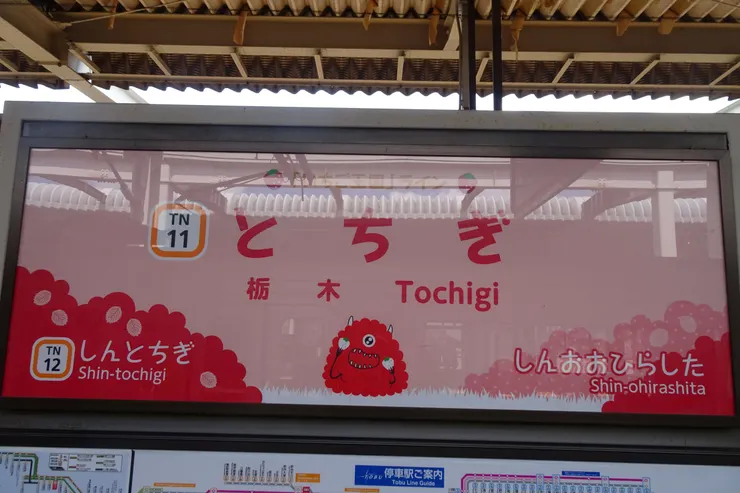 TN
11
とちぎ
栃木 Tochigi
TN
12
しんとちぎ
Shin-tochigi
しんおおひらした
Shin-ohirashita
停車駅ご案内
Tobu Line Guide